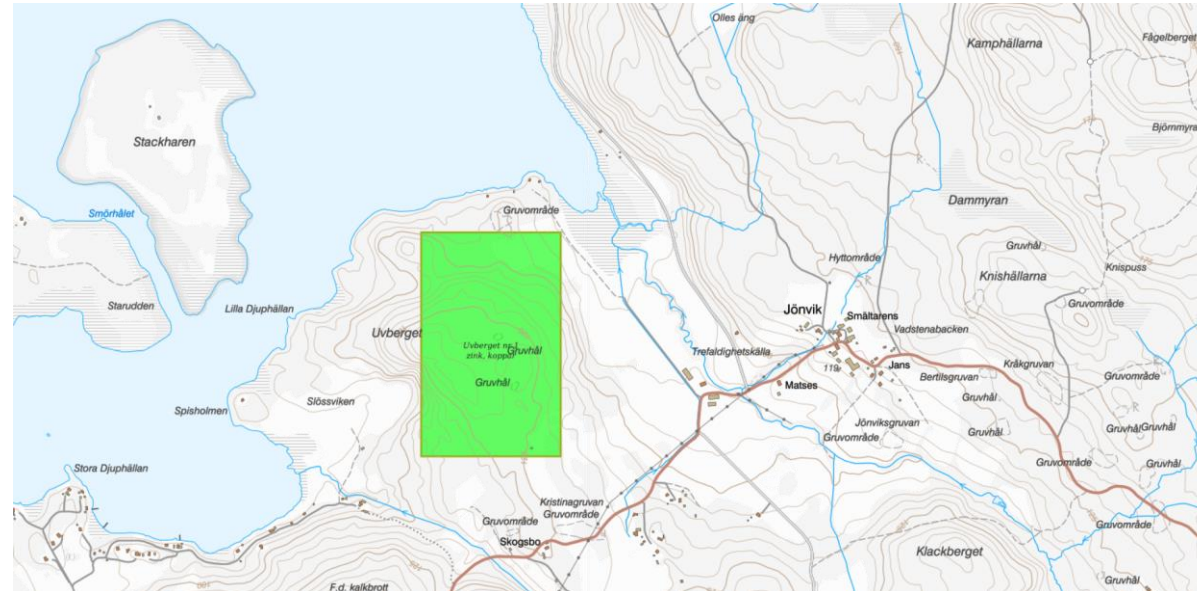 Olles äng
Kamphällarna
Fågelberget
Stackharen
Björnmyra
Smörhålet
Gruvområde
Dammyran
Gruvhål
Hyttområde
Knishällarna
Knispuss
Starudden
Lilla Djuphällan
Gruvområde
Jönvik
Smältarens
Uvberget
Vadstenabacken
Uvberget nr 1
zink, koppar
Gruvhål
Trefaldighetskälla
Kråkgruvan
119
Jans
Gruvhål
Matses
Bertilsgruvan
Gruvområde
Slössviken
Gruvhål
Spisholmen
Jönviksgruvan
Gruvhål
Gruvhål
Gruvhål
Gruvområde
Stora Djuphällan
Gruvområde
Gruvhål
Kristinagruvan
Gruvområde
Gruvområde
Gruvområde
Skogsbo
Klackberget
Gruvhål
F.d. kalkbrott